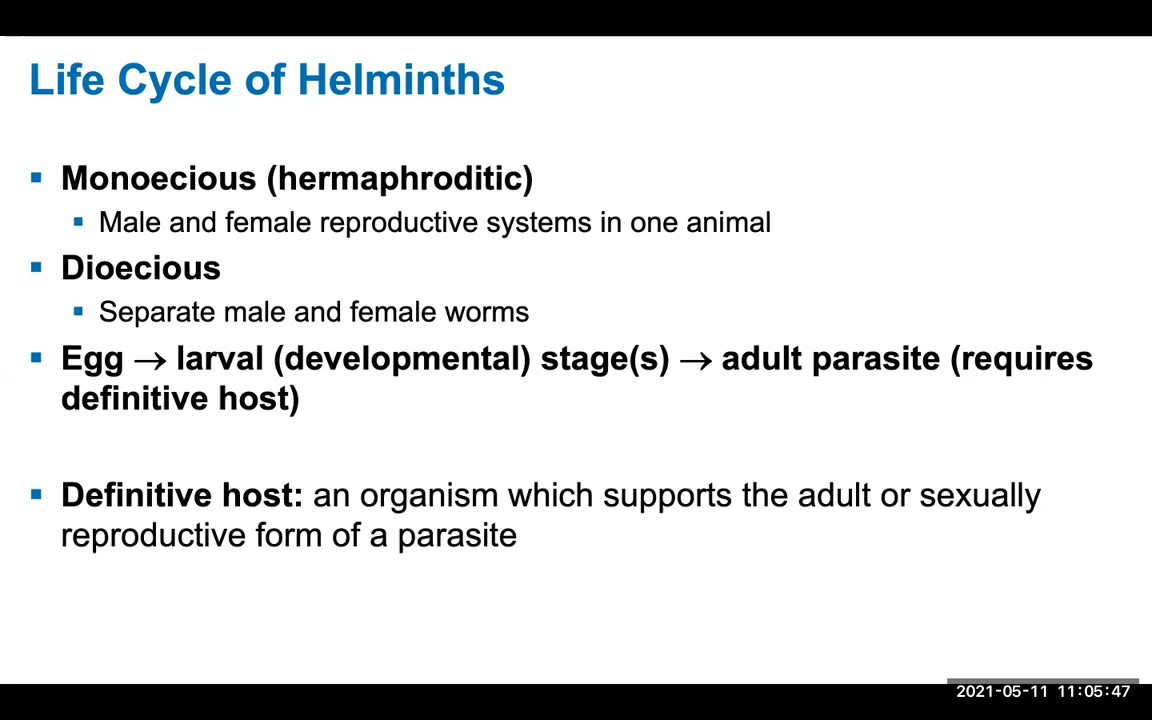 Life Cycle of Helminths
▪ Monoecious (hermaphroditic)
▪ Male and female reproductive systems in one animal
▪ Dioecious
▪ Separate male and female worms
▪ Egg → larval (developmental) stage(s) → adult parasite (requires
definitive host)
▪ Definitive host: an organism which supports the adult or sexually
reproductive form of a parasite
2021-05-11 11:05:47